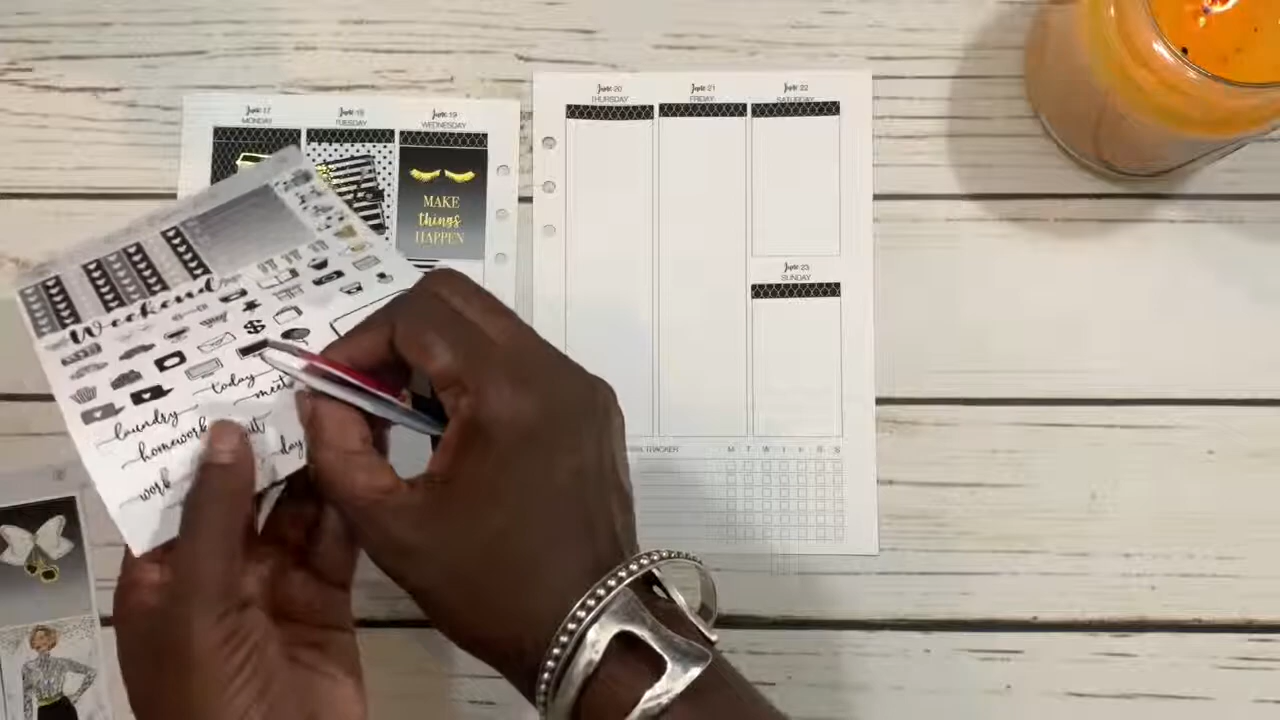 June 17
MONDAY
June 18
TUESDAY
June 19
WEDNESDAY
June 20
THURSDAY
June 21
FRIDAY
June 22
SATURDAY
MAKE
things
HAPPEN
June 23
SUNDAY
Weekend
$
today
laundry
homework
day
work
TRACKER
M T W T F S S